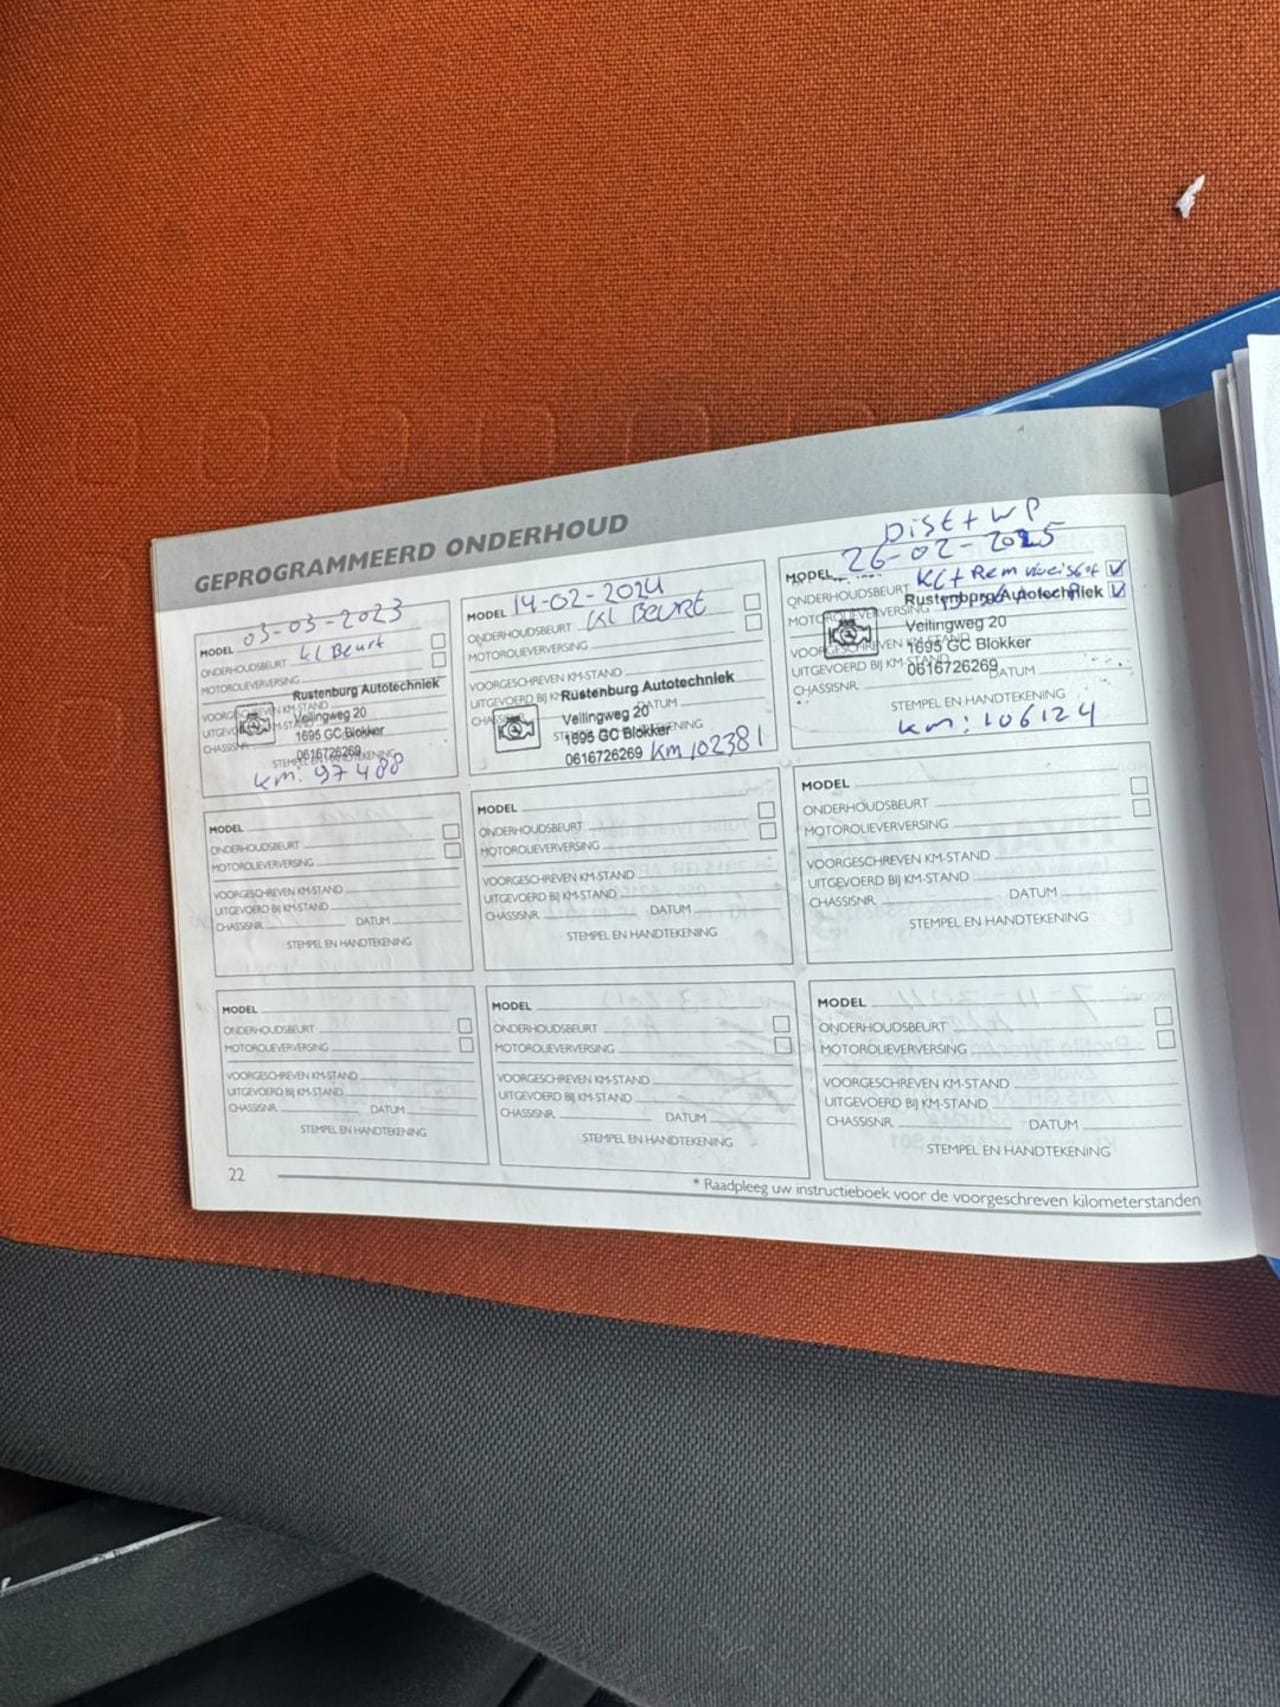 GEPROGRAMMEERD ONDERHOUD
MODEL 03-03-2023
ONDERHOUDSBEURT kl Beurt
MOTOROLIEVERVERSING
Rustenburg Autotechniek
Veilingweg 20
1695 GC Blokker
0616726269
km: 97488
MODEL 14-02-2024
ONDERHOUDSBEURT kl BEURT
MOTOROLIEVERVERSING
VOORGESCHREVEN KM-STAND
UITGEVOERD BIJ KM-
Rustenburg Autotechniek
DATUM
Veilingweg 20
1695 GC Blokker
0616726269 km 102381
Dist + WP
MODEL 26-02-2025
ONDERHOUDSBEURT Kl + Rem
Rustenburg Autotechniek
Veilingweg 20
1695 GC Blokker
UITGEVOERD BIJ KM-STAND
0616726269 DATUM
CHASSISNR.
STEMPEL EN HANDTEKENING
km: 106124
MODEL
ONDERHOUDSBEURT
MOTOROLIEVERVERSING
VOORGESCHREVEN KM-STAND
UITGEVOERD BIJ KM-STAND
CHASSISNR. DATUM
STEMPEL EN HANDTEKENING
MODEL
ONDERHOUDSBEURT
MOTOROLIEVERVERSING
VOORGESCHREVEN KM-STAND
UITGEVOERD BIJ KM-STAND
CHASSISNR. DATUM
STEMPEL EN HANDTEKENING
MODEL
ONDERHOUDSBEURT
MOTOROLIEVERVERSING
VOORGESCHREVEN KM-STAND
UITGEVOERD BIJ KM-STAND
CHASSISNR. DATUM
STEMPEL EN HANDTEKENING
MODEL
ONDERHOUDSBEURT
MOTOROLIEVERVERSING
VOORGESCHREVEN KM-STAND
UITGEVOERD BIJ KM-STAND
CHASSISNR. DATUM
STEMPEL EN HANDTEKENING
MODEL
ONDERHOUDSBEURT
MOTOROLIEVERVERSING
VOORGESCHREVEN KM-STAND
UITGEVOERD BIJ KM-STAND
CHASSISNR. DATUM
STEMPEL EN HANDTEKENING
MODEL
ONDERHOUDSBEURT
MOTOROLIEVERVERSING
VOORGESCHREVEN KM-STAND
UITGEVOERD BIJ KM-STAND
CHASSISNR. DATUM
STEMPEL EN HANDTEKENING
22
* Raadpleeg uw instructieboek voor de voorgeschreven kilometerstanden